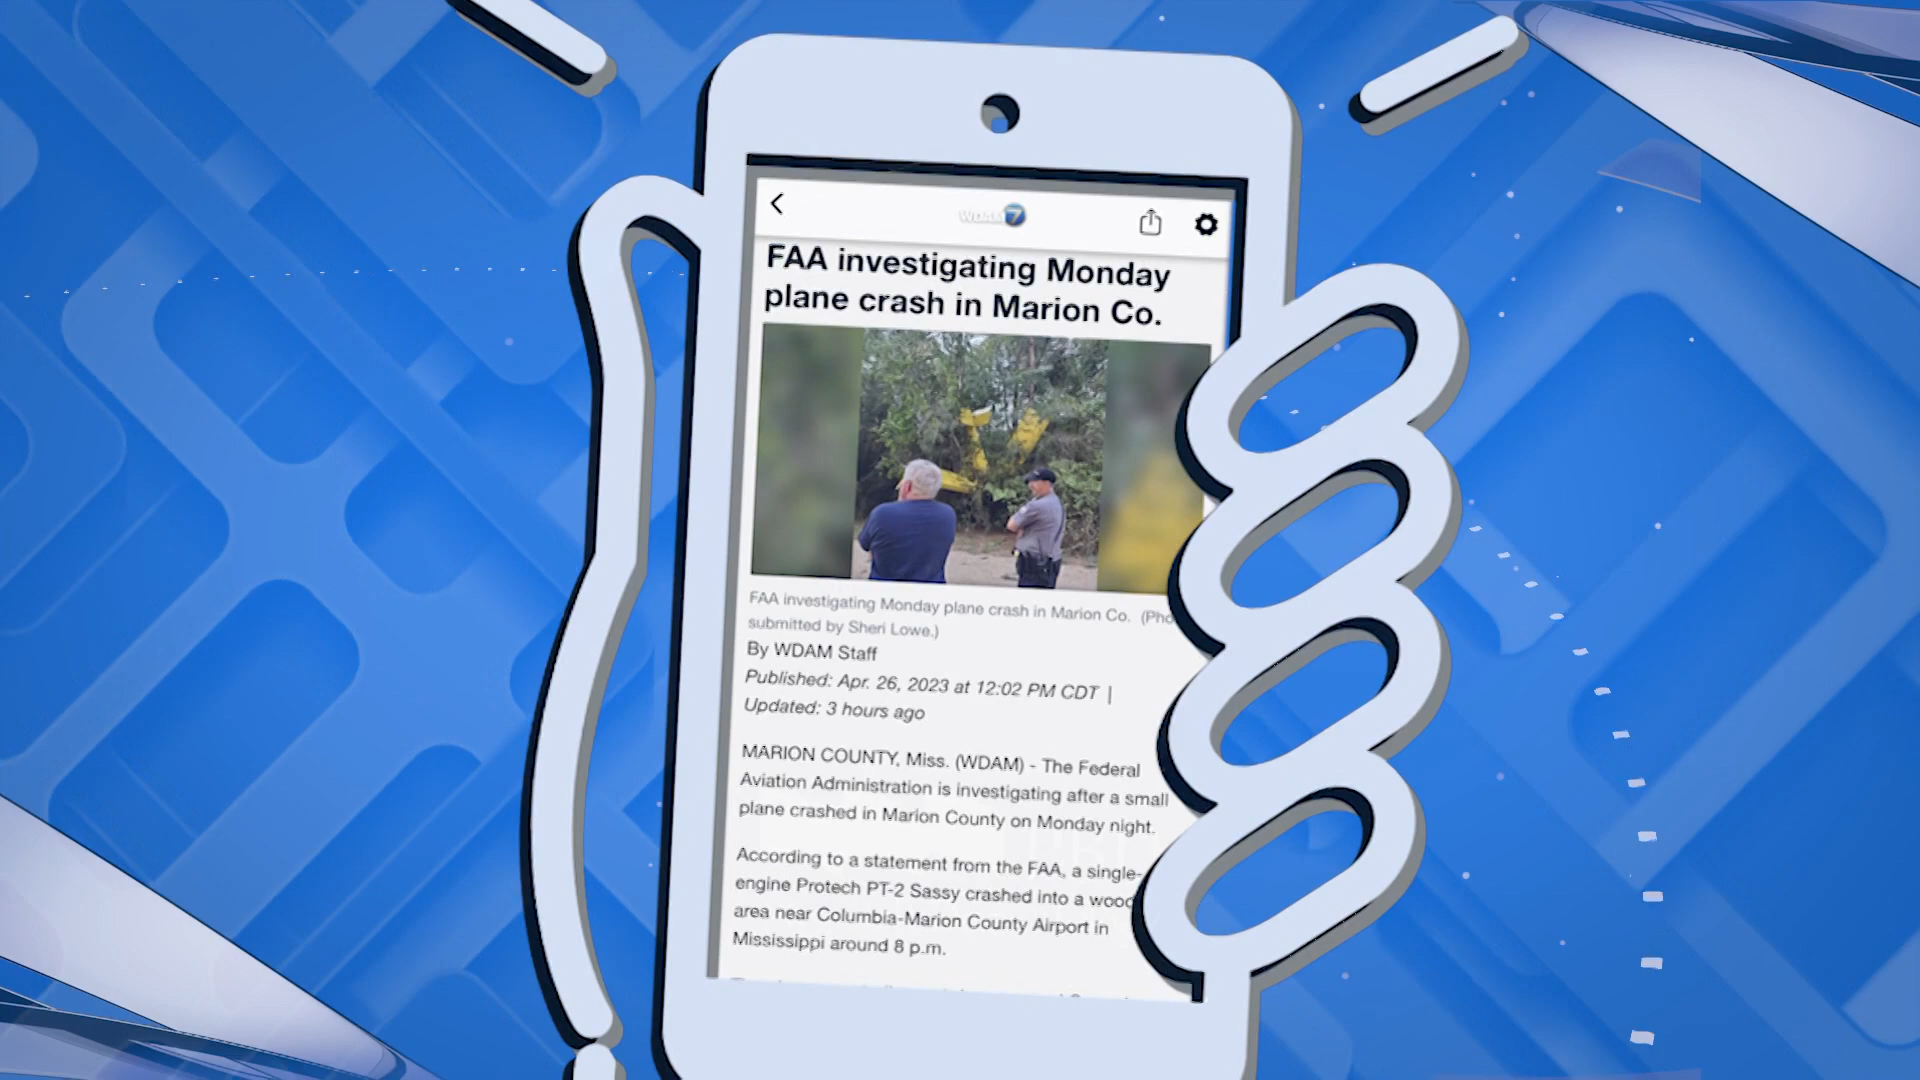 WDAM 7
FAA investigating Monday
plane crash in Marion Co.
FAA investigating Monday plane crash in Marion Co. (Pho
submitted by Sheri Lowe.)
By WDAM Staff
Published: Apr. 26, 2023 at 12:02 PM CDT |
Updated: 3 hours ago
MARION COUNTY, Miss. (WDAM) - The Federal
Aviation Administration is investigating after a small
plane crashed in Marion County on Monday night.
According to a statement from the FAA, a single-
engine Protech PT-2 Sassy crashed into a wood
area near Columbia-Marion County Airport in
Mississippi around 8 p.m.